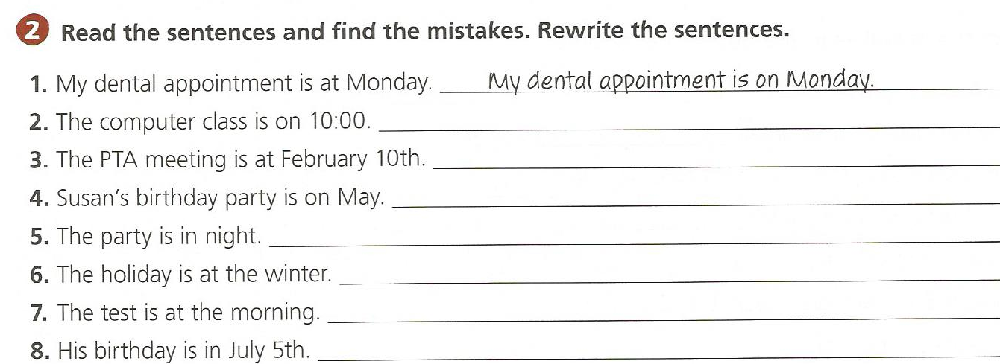 2 Read the sentences and find the mistakes. Rewrite the sentences.
1. My dental appointment is at Monday. My dental appointment is on Monday.
2. The computer class is on 10:00.
3. The PTA meeting is at February 10th.
4. Susan's birthday party is on May.
5. The party is in night.
6. The holiday is at the winter.
7. The test is at the morning.
8. His birthday is in July 5th.